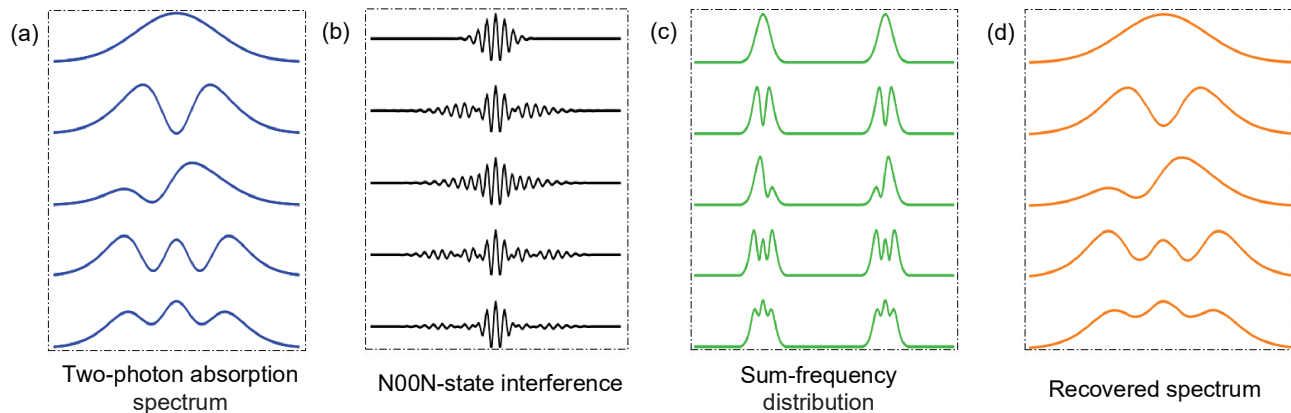 (a)
(b)
(c)
(d)
Two-photon absorption
spectrum
N00N-state interference
Sum-frequency
distribution
Recovered spectrum